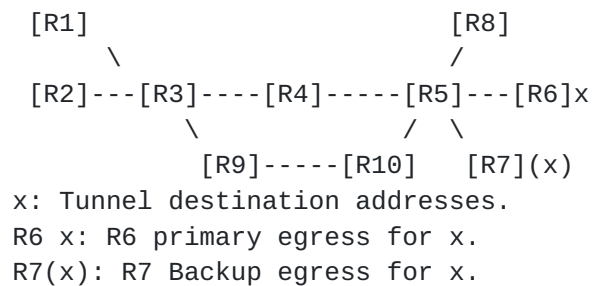 [R1]                      [R8]
     \                     /
[R2]---[R3]----[R4]-----[R5]---[R6]x
          \             /  \
           [R9]-----[R10]   [R7](x)
x: Tunnel destination addresses.
R6 x: R6 primary egress for x.
R7(x): R7 Backup egress for x.